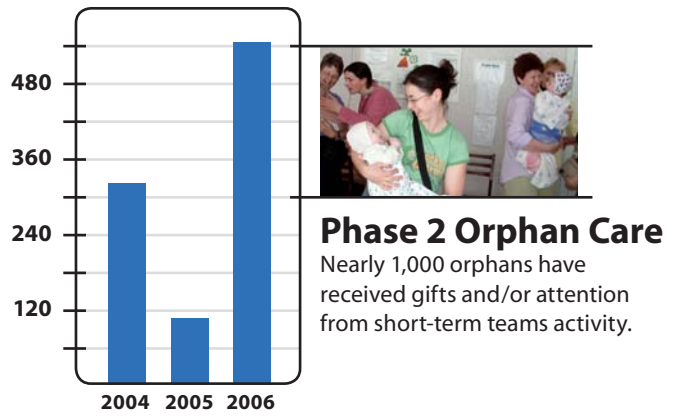 480
360
240
120
2004 2005 2006
Phase 2 Orphan Care
Nearly 1,000 orphans have
received gifts and/or attention
from short-term teams activity.